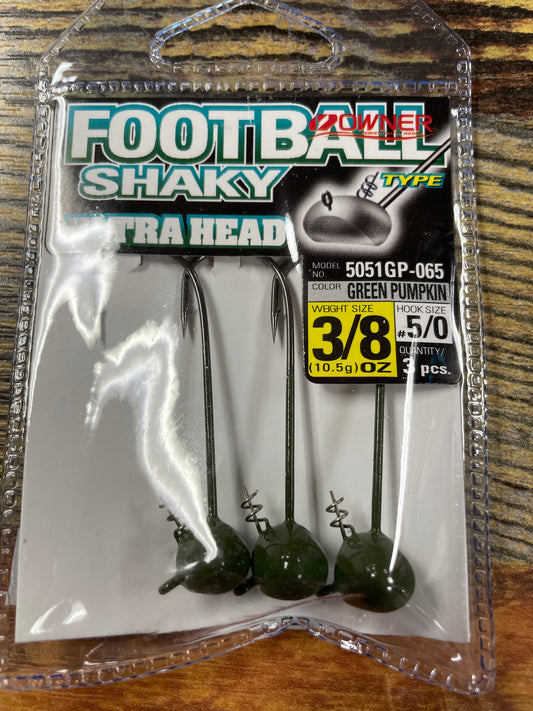 FOOTBALL
OWNER
SHAKY
TYPE
TRA HEAD
MODEL NO. 5051GP-065
COLOR GREEN PUMPKIN
WEIGHT SIZE HOOK SIZE
3/8 #5/0
(10.5g) OZ
QUANTITY/
3 pcs.